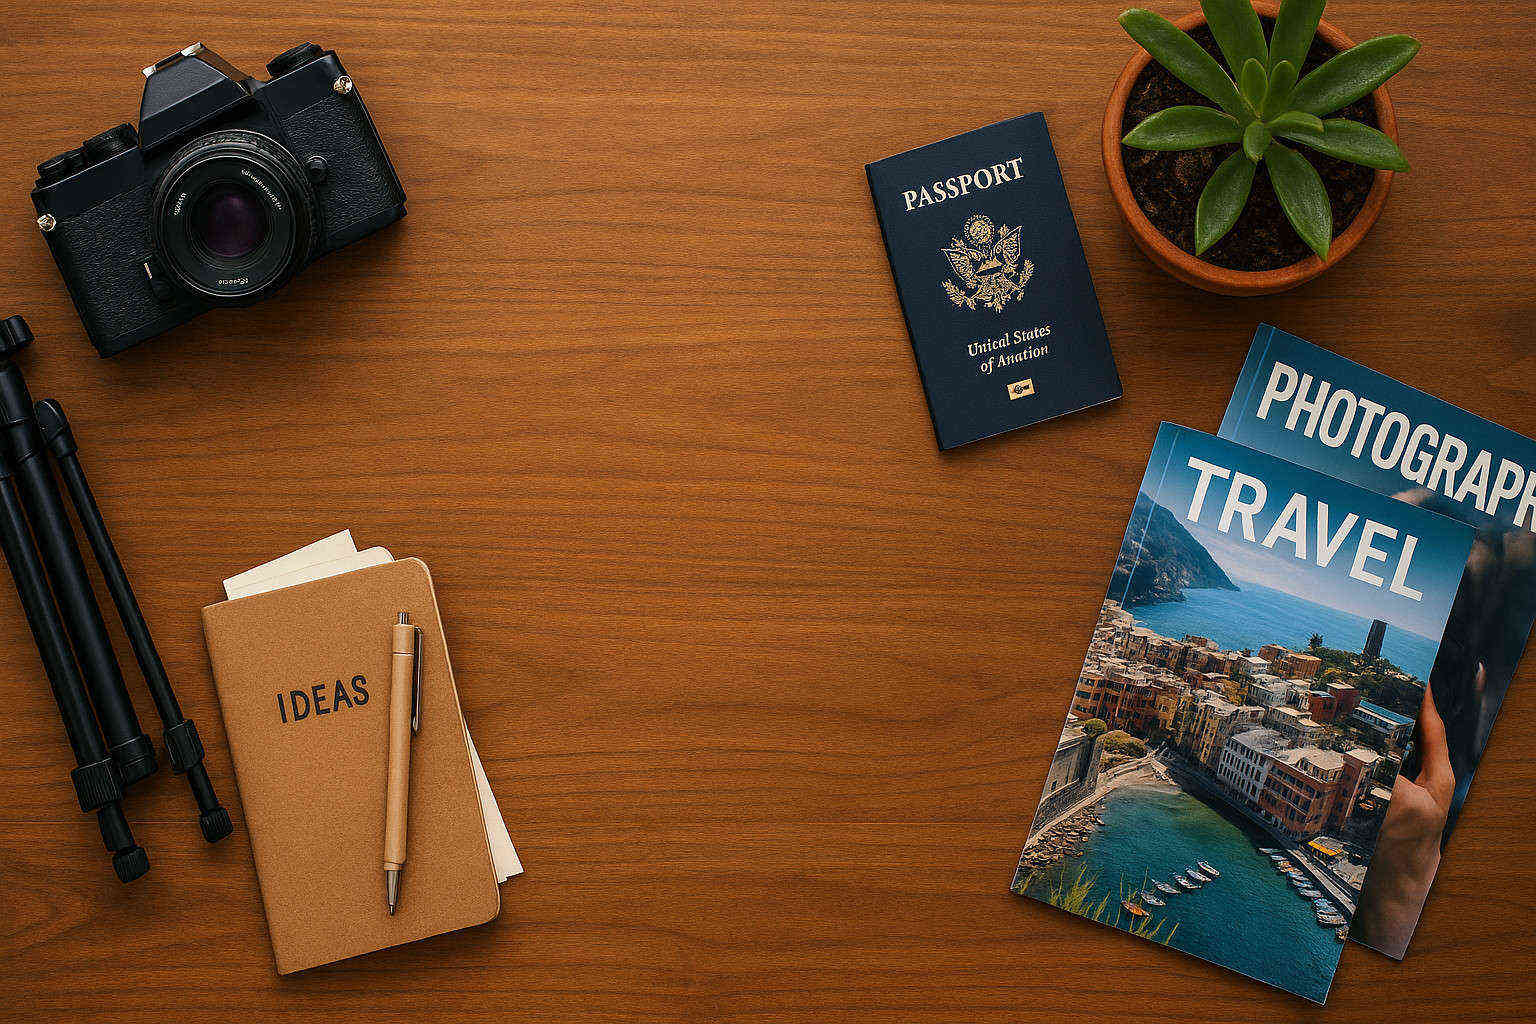 PASSPORT
Unical States
of Anation
IDEAS
PHOTOGRAPH
TRAVEL